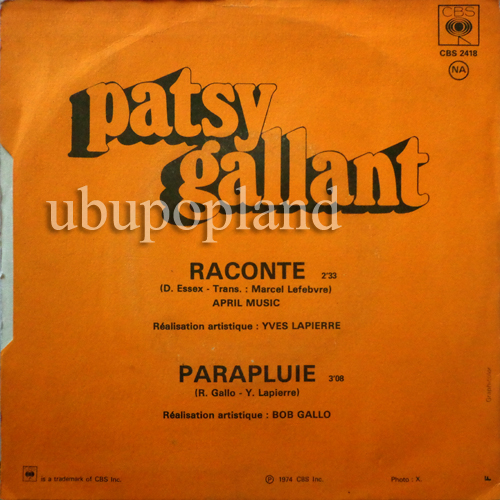 CBS
CBS 2418
NA
patsy
gallant
ubupopland
RACONTE 2'33
(D. Essex - Trans. : Marcel Lefebvre)
APRIL MUSIC
Réalisation artistique : YVES LAPIERRE
PARAPLUIE 3'08
(R. Gallo - Y. Lapierre)
Réalisation artistique : BOB GALLO
is a trademark of CBS Inc.
℗ 1974 CBS Inc.
Photo : X.